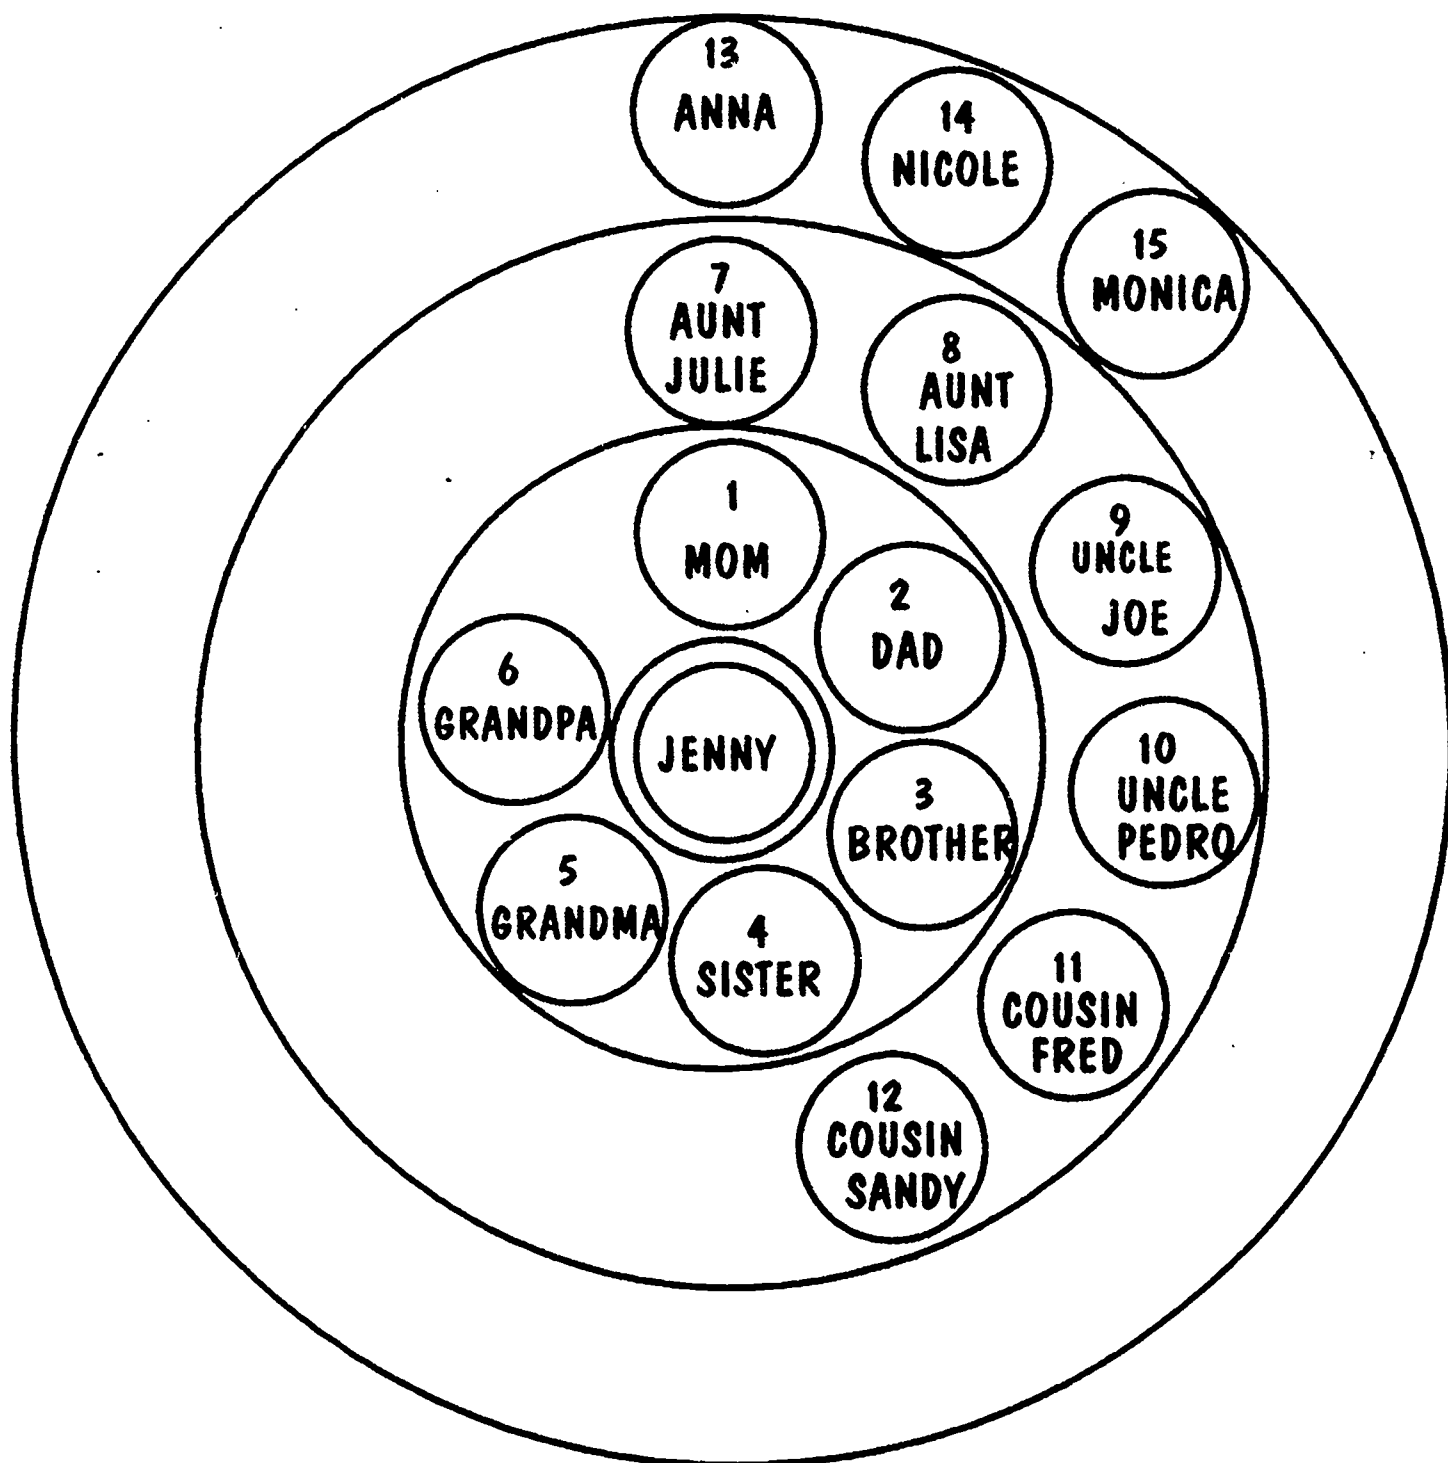 13
ANNA
14
NICOLE
15
MONICA
7
AUNT
JULIE
8
AUNT
LISA
1
MOM
9
UNCLE
JOE
2
DAD
6
GRANDPA
JENNY
10
UNCLE
PEDRO
3
BROTHER
5
GRANDMA
4
SISTER
11
COUSIN
FRED
12
COUSIN
SANDY